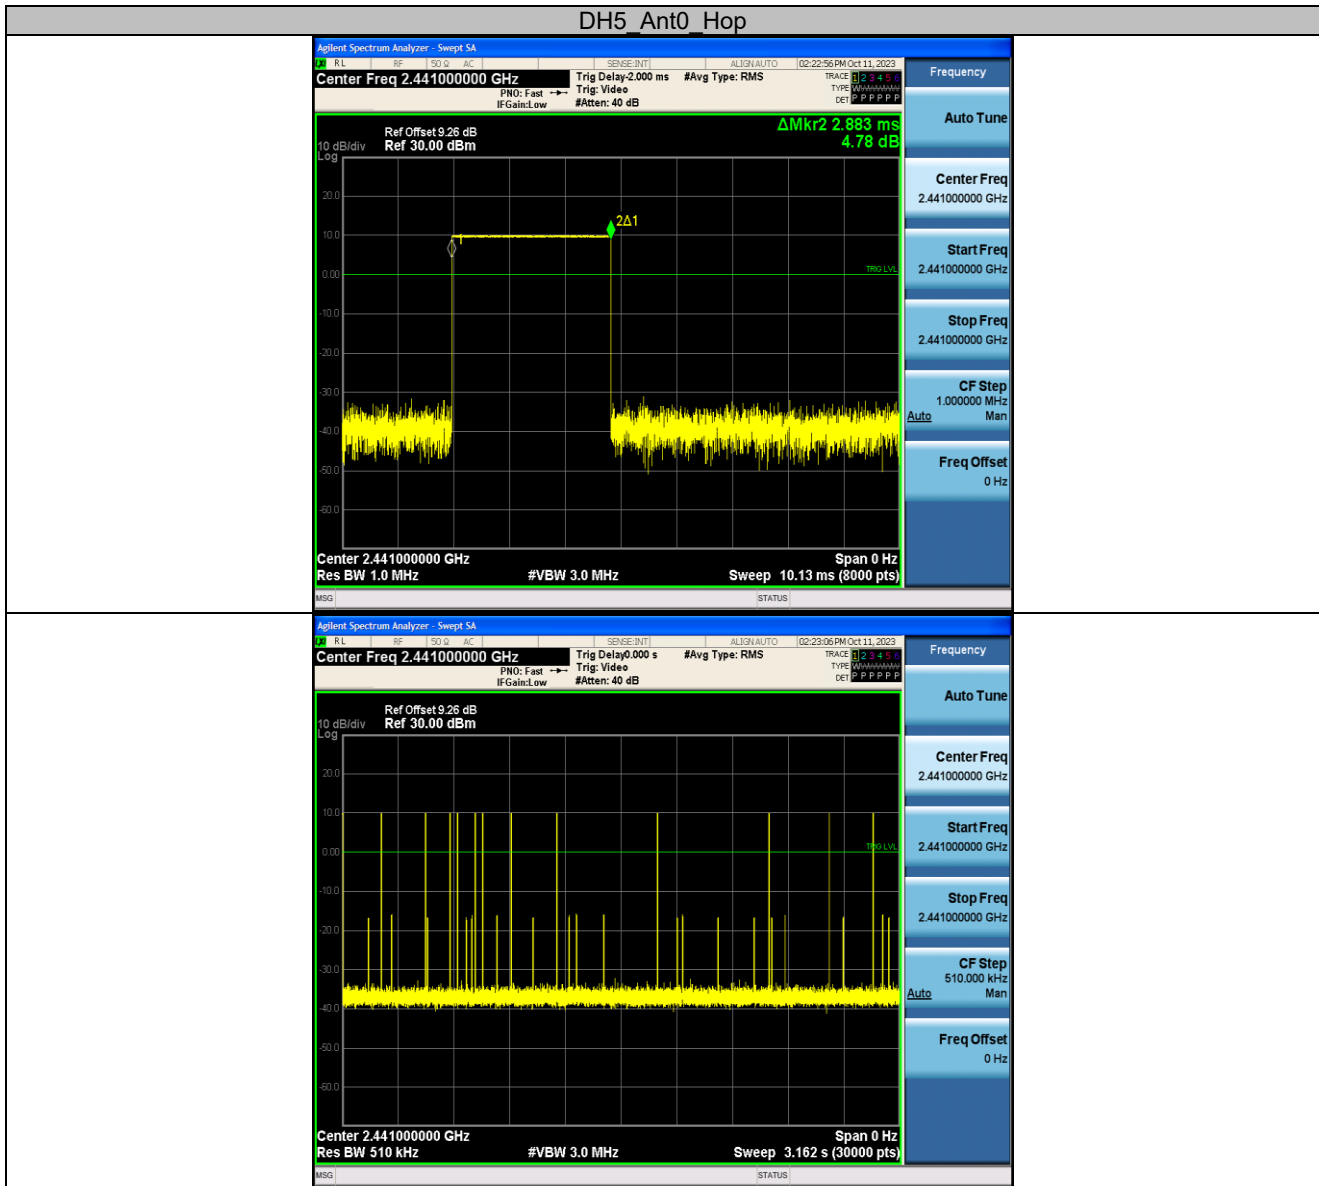 DH5_Ant0_Hop
Agilent Spectrum Analyzer - Swept SA
RL RF 50 Ω AC SENSE:INT ALIGNAUTO 02:22:56PM Oct 11, 2023
Center Freq 2.441000000 GHz
PNO: Fast
IFGain:Low
Trig Delay-2.000 ms
Trig: Video
#Atten: 40 dB
#Avg Type: RMS
TRACE 1 2 3 4 5 6
TYPE
DET P P P P P P
Frequency
Auto Tune
Center Freq
2.441000000 GHz
Start Freq
2.441000000 GHz
Stop Freq
2.441000000 GHz
CF Step
1.000000 MHz
Auto Man
Freq Offset
0 Hz
ΔMkr2 2.883 ms
4.78 dB
Ref Offset 9.26 dB
10 dB/div Ref 30.00 dBm
Log
20.0
10.0
0.00
-10.0
-20.0
-30.0
-40.0
-50.0
-60.0
1
2Δ1
TRIG LVL
Center 2.441000000 GHz Span 0 Hz
Res BW 1.0 MHz #VBW 3.0 MHz Sweep 10.13 ms (8000 pts)
MSG STATUS
Agilent Spectrum Analyzer - Swept SA
RL RF 50 Ω AC SENSE:INT ALIGNAUTO 02:23:06PM Oct 11, 2023
Center Freq 2.441000000 GHz
PNO: Fast
IFGain:Low
Trig Delay0.000 s
Trig: Video
#Atten: 40 dB
#Avg Type: RMS
TRACE 1 2 3 4 5 6
TYPE
DET P P P P P P
Frequency
Auto Tune
Center Freq
2.441000000 GHz
Start Freq
2.441000000 GHz
Stop Freq
2.441000000 GHz
CF Step
510.000 kHz
Auto Man
Freq Offset
0 Hz
Ref Offset 9.26 dB
10 dB/div Ref 30.00 dBm
Log
20.0
10.0
0.00
-10.0
-20.0
-30.0
-40.0
-50.0
-60.0
TRIG LVL
Center 2.441000000 GHz Span 0 Hz
Res BW 510 kHz #VBW 3.0 MHz Sweep 3.162 s (30000 pts)
MSG STATUS